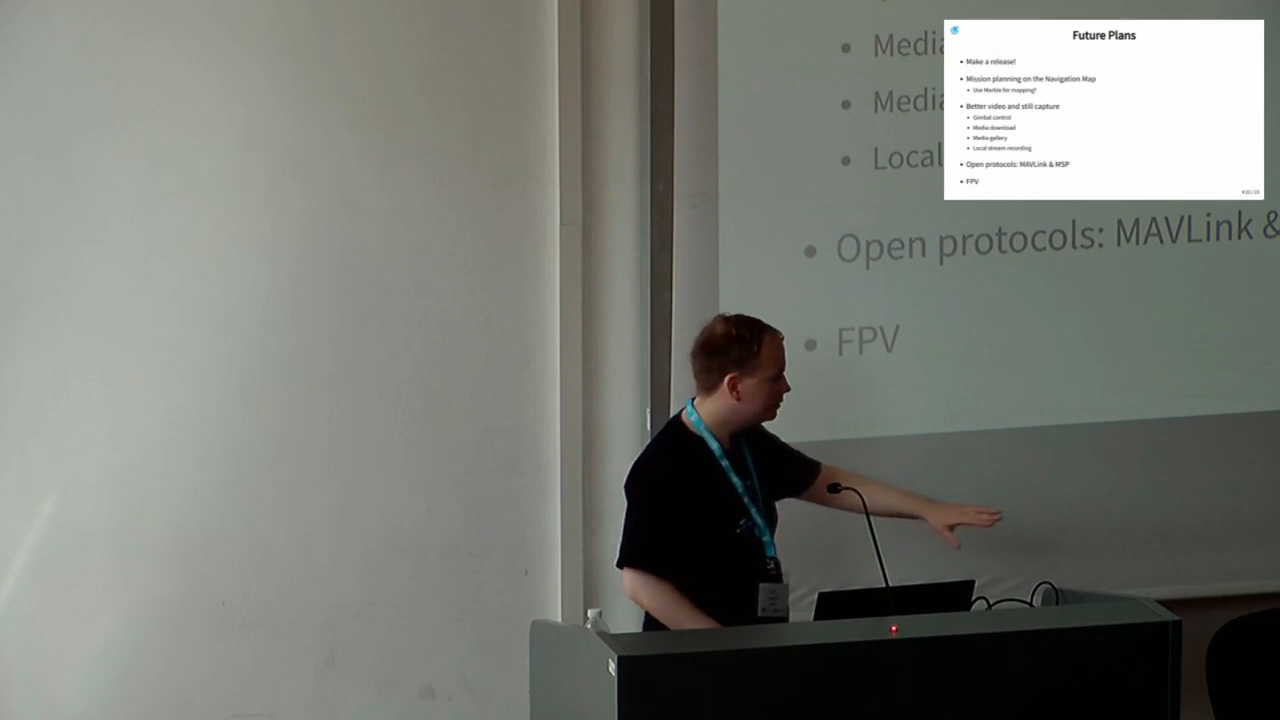 Future Plans
Make a release!
Mission planning on the Navigation Map
Use Marble for mapping?
Better video and still capture
Gimbal control
Media download
Media gallery
Local stream recording
Open protocols: MAVLink & MSP
FPV
Local
Open protocols: MAVLink &
FPV